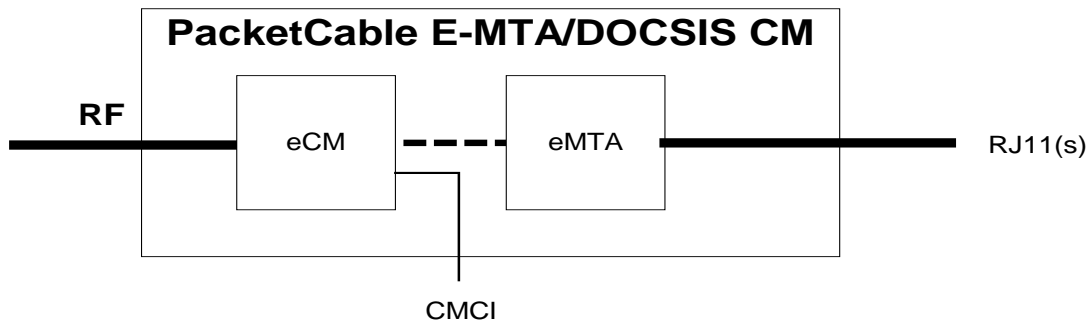 PacketCable E-MTA/DOCSIS CM
RF
eCM
eMTA
RJ11(s)
CMCI